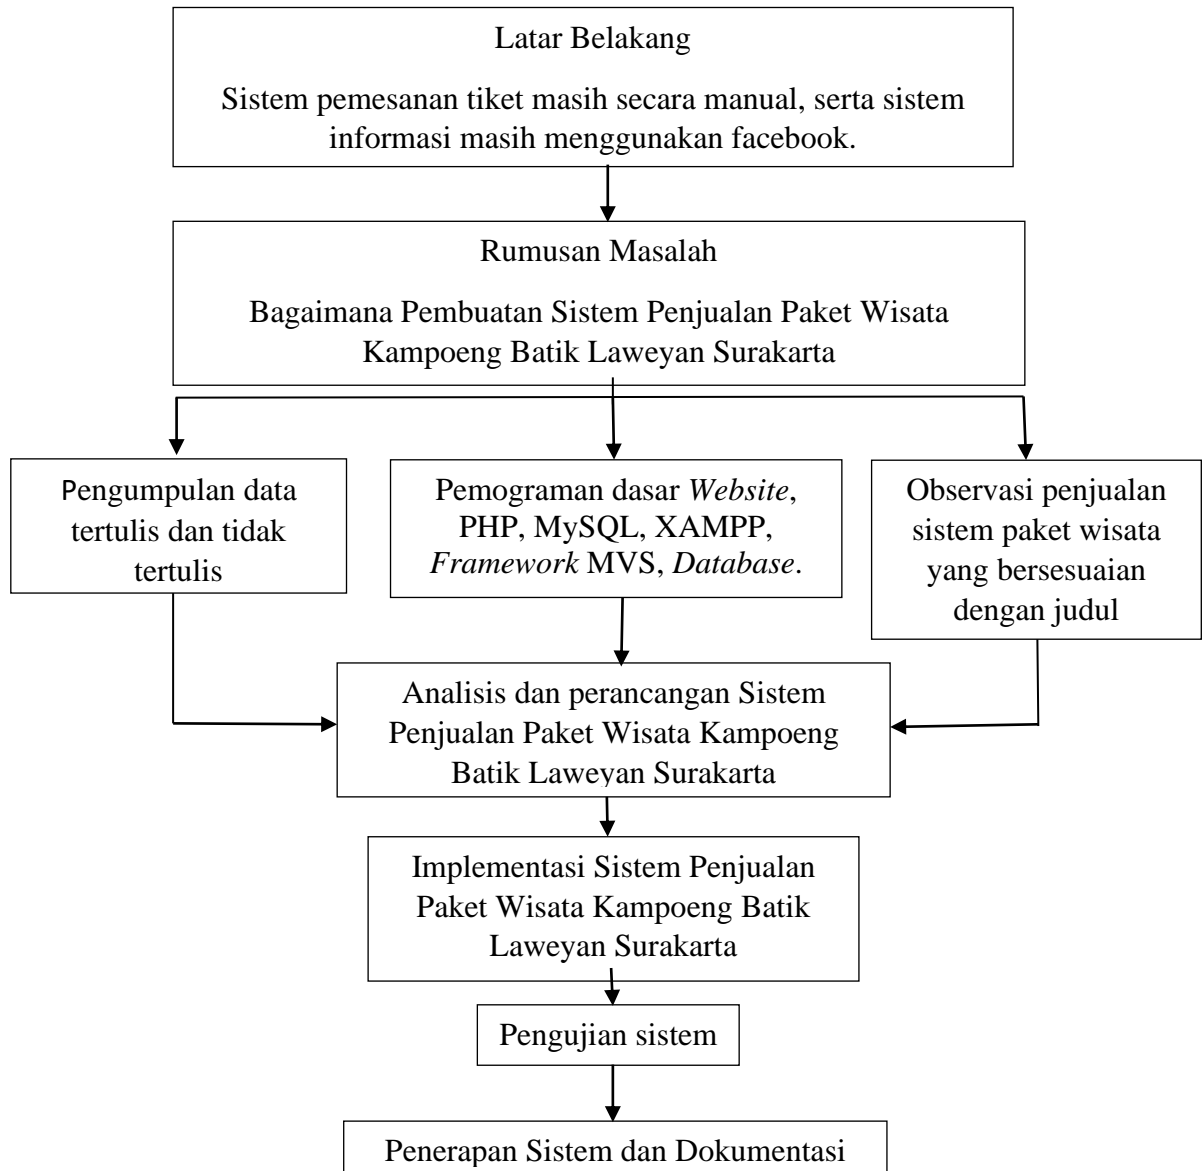 Latar Belakang
Sistem pemesanan tiket masih secara manual, serta sistem
informasi masih menggunakan facebook.
Rumusan Masalah
Bagaimana Pembuatan Sistem Penjualan Paket Wisata
Kampoeng Batik Laweyan Surakarta
Pengumpulan data
tertulis dan tidak
tertulis
Pemograman dasar Website,
PHP, MySQL, XAMPP,
Framework MVS, Database.
Observasi penjualan
sistem paket wisata
yang bersesuaian
dengan judul
Analisis dan perancangan Sistem
Penjualan Paket Wisata Kampoeng
Batik Laweyan Surakarta
Implementasi Sistem Penjualan
Paket Wisata Kampoeng Batik
Laweyan Surakarta
Pengujian sistem
Penerapan Sistem dan Dokumentasi